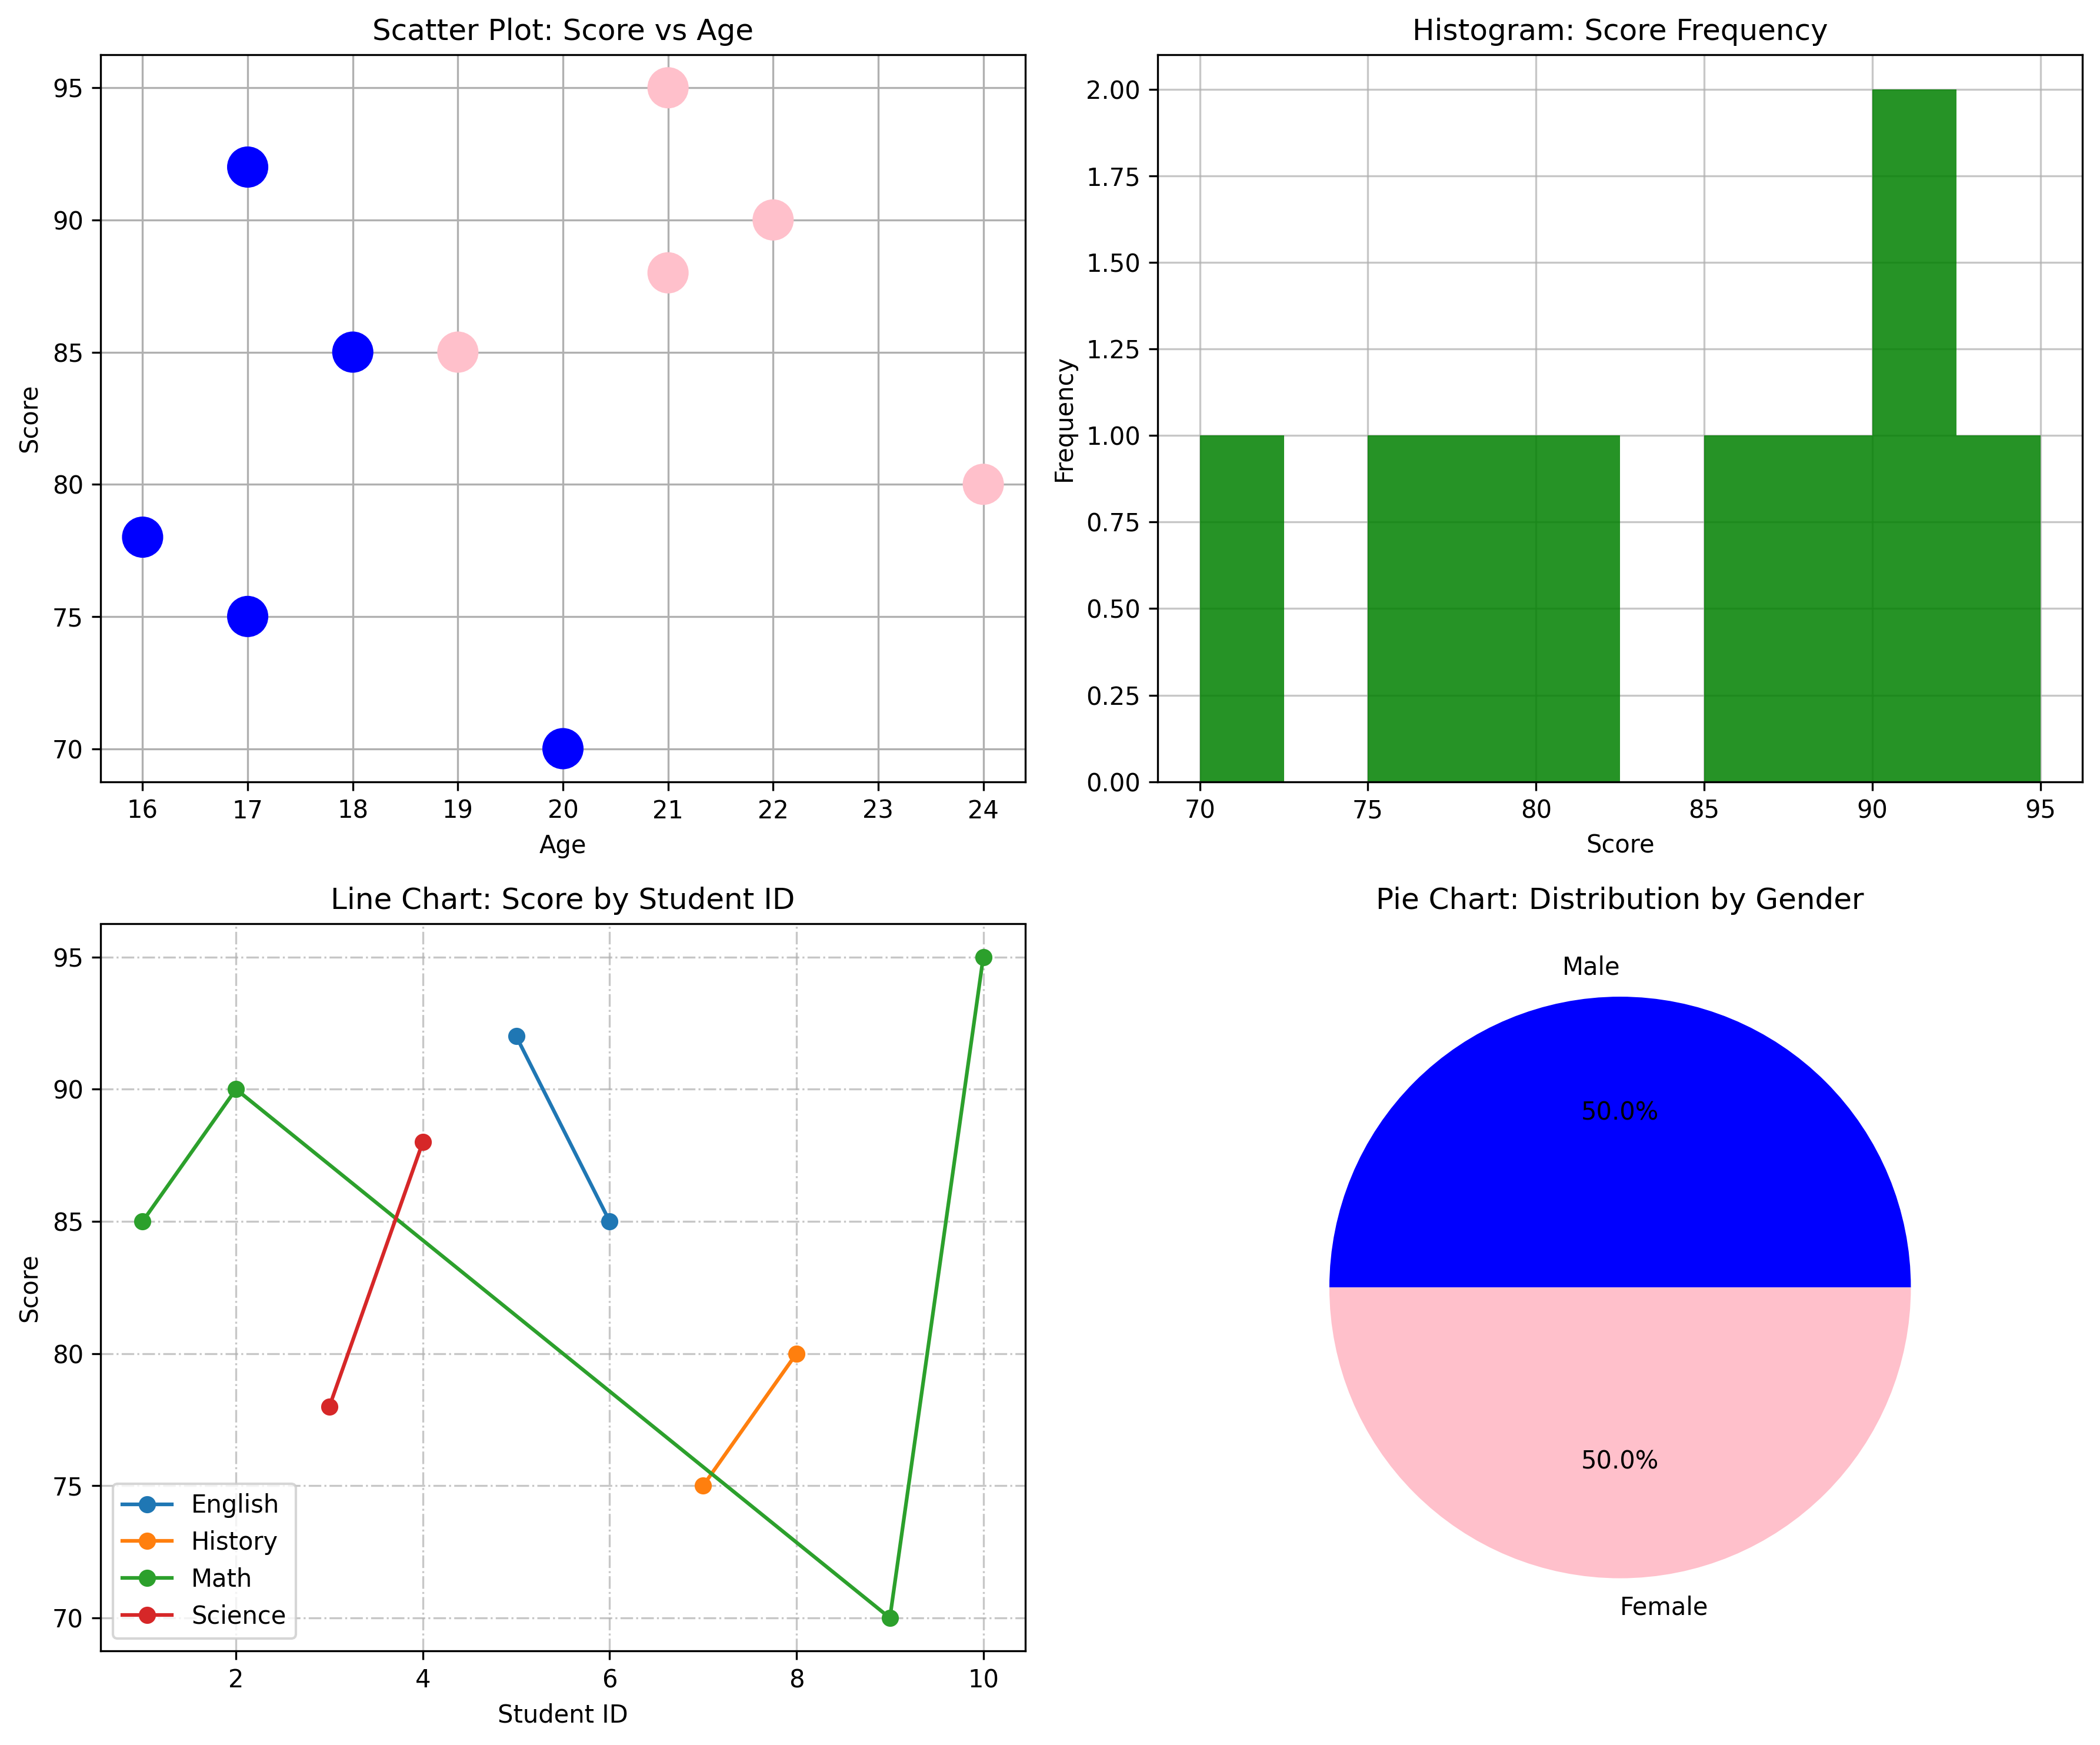 Scatter Plot: Score vs Age
95
90
85
80
75
70
Score
16 17 18 19 20 21 22 23 24
Age
Histogram: Score Frequency
2.00
1.75
1.50
1.25
1.00
0.75
0.50
0.25
0.00
Frequency
70 75 80 85 90 95
Score
Line Chart: Score by Student ID
95
90
85
80
75
70
Score
English
History
Math
Science
2 4 6 8 10
Student ID
Pie Chart: Distribution by Gender
Male
50.0%
50.0%
Female